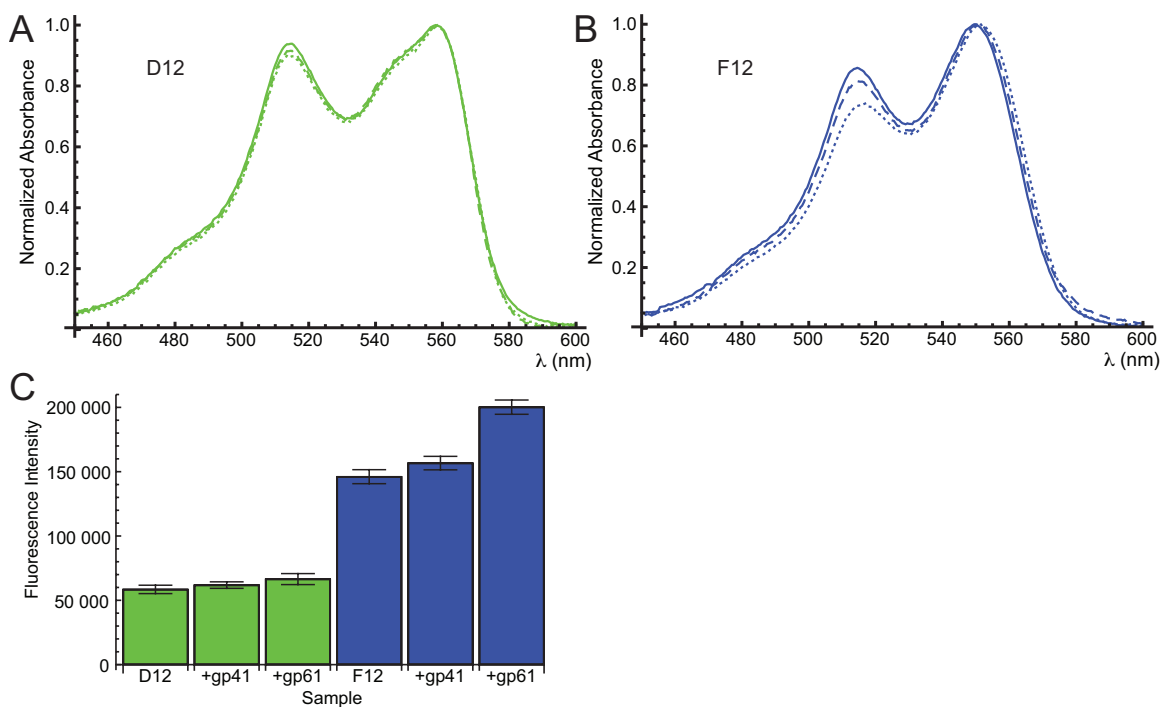 A
D12
Normalized Absorbance
1.0
0.8
0.6
0.4
0.2
460 480 500 520 540 560 580 600
λ (nm)
B
F12
Normalized Absorbance
1.0
0.8
0.6
0.4
0.2
0
460 480 500 520 540 560 580 600
λ (nm)
C
Fluorescence Intensity
200 000
150 000
100 000
50 000
0
D12 +gp41 +gp61 F12 +gp41 +gp61
Sample